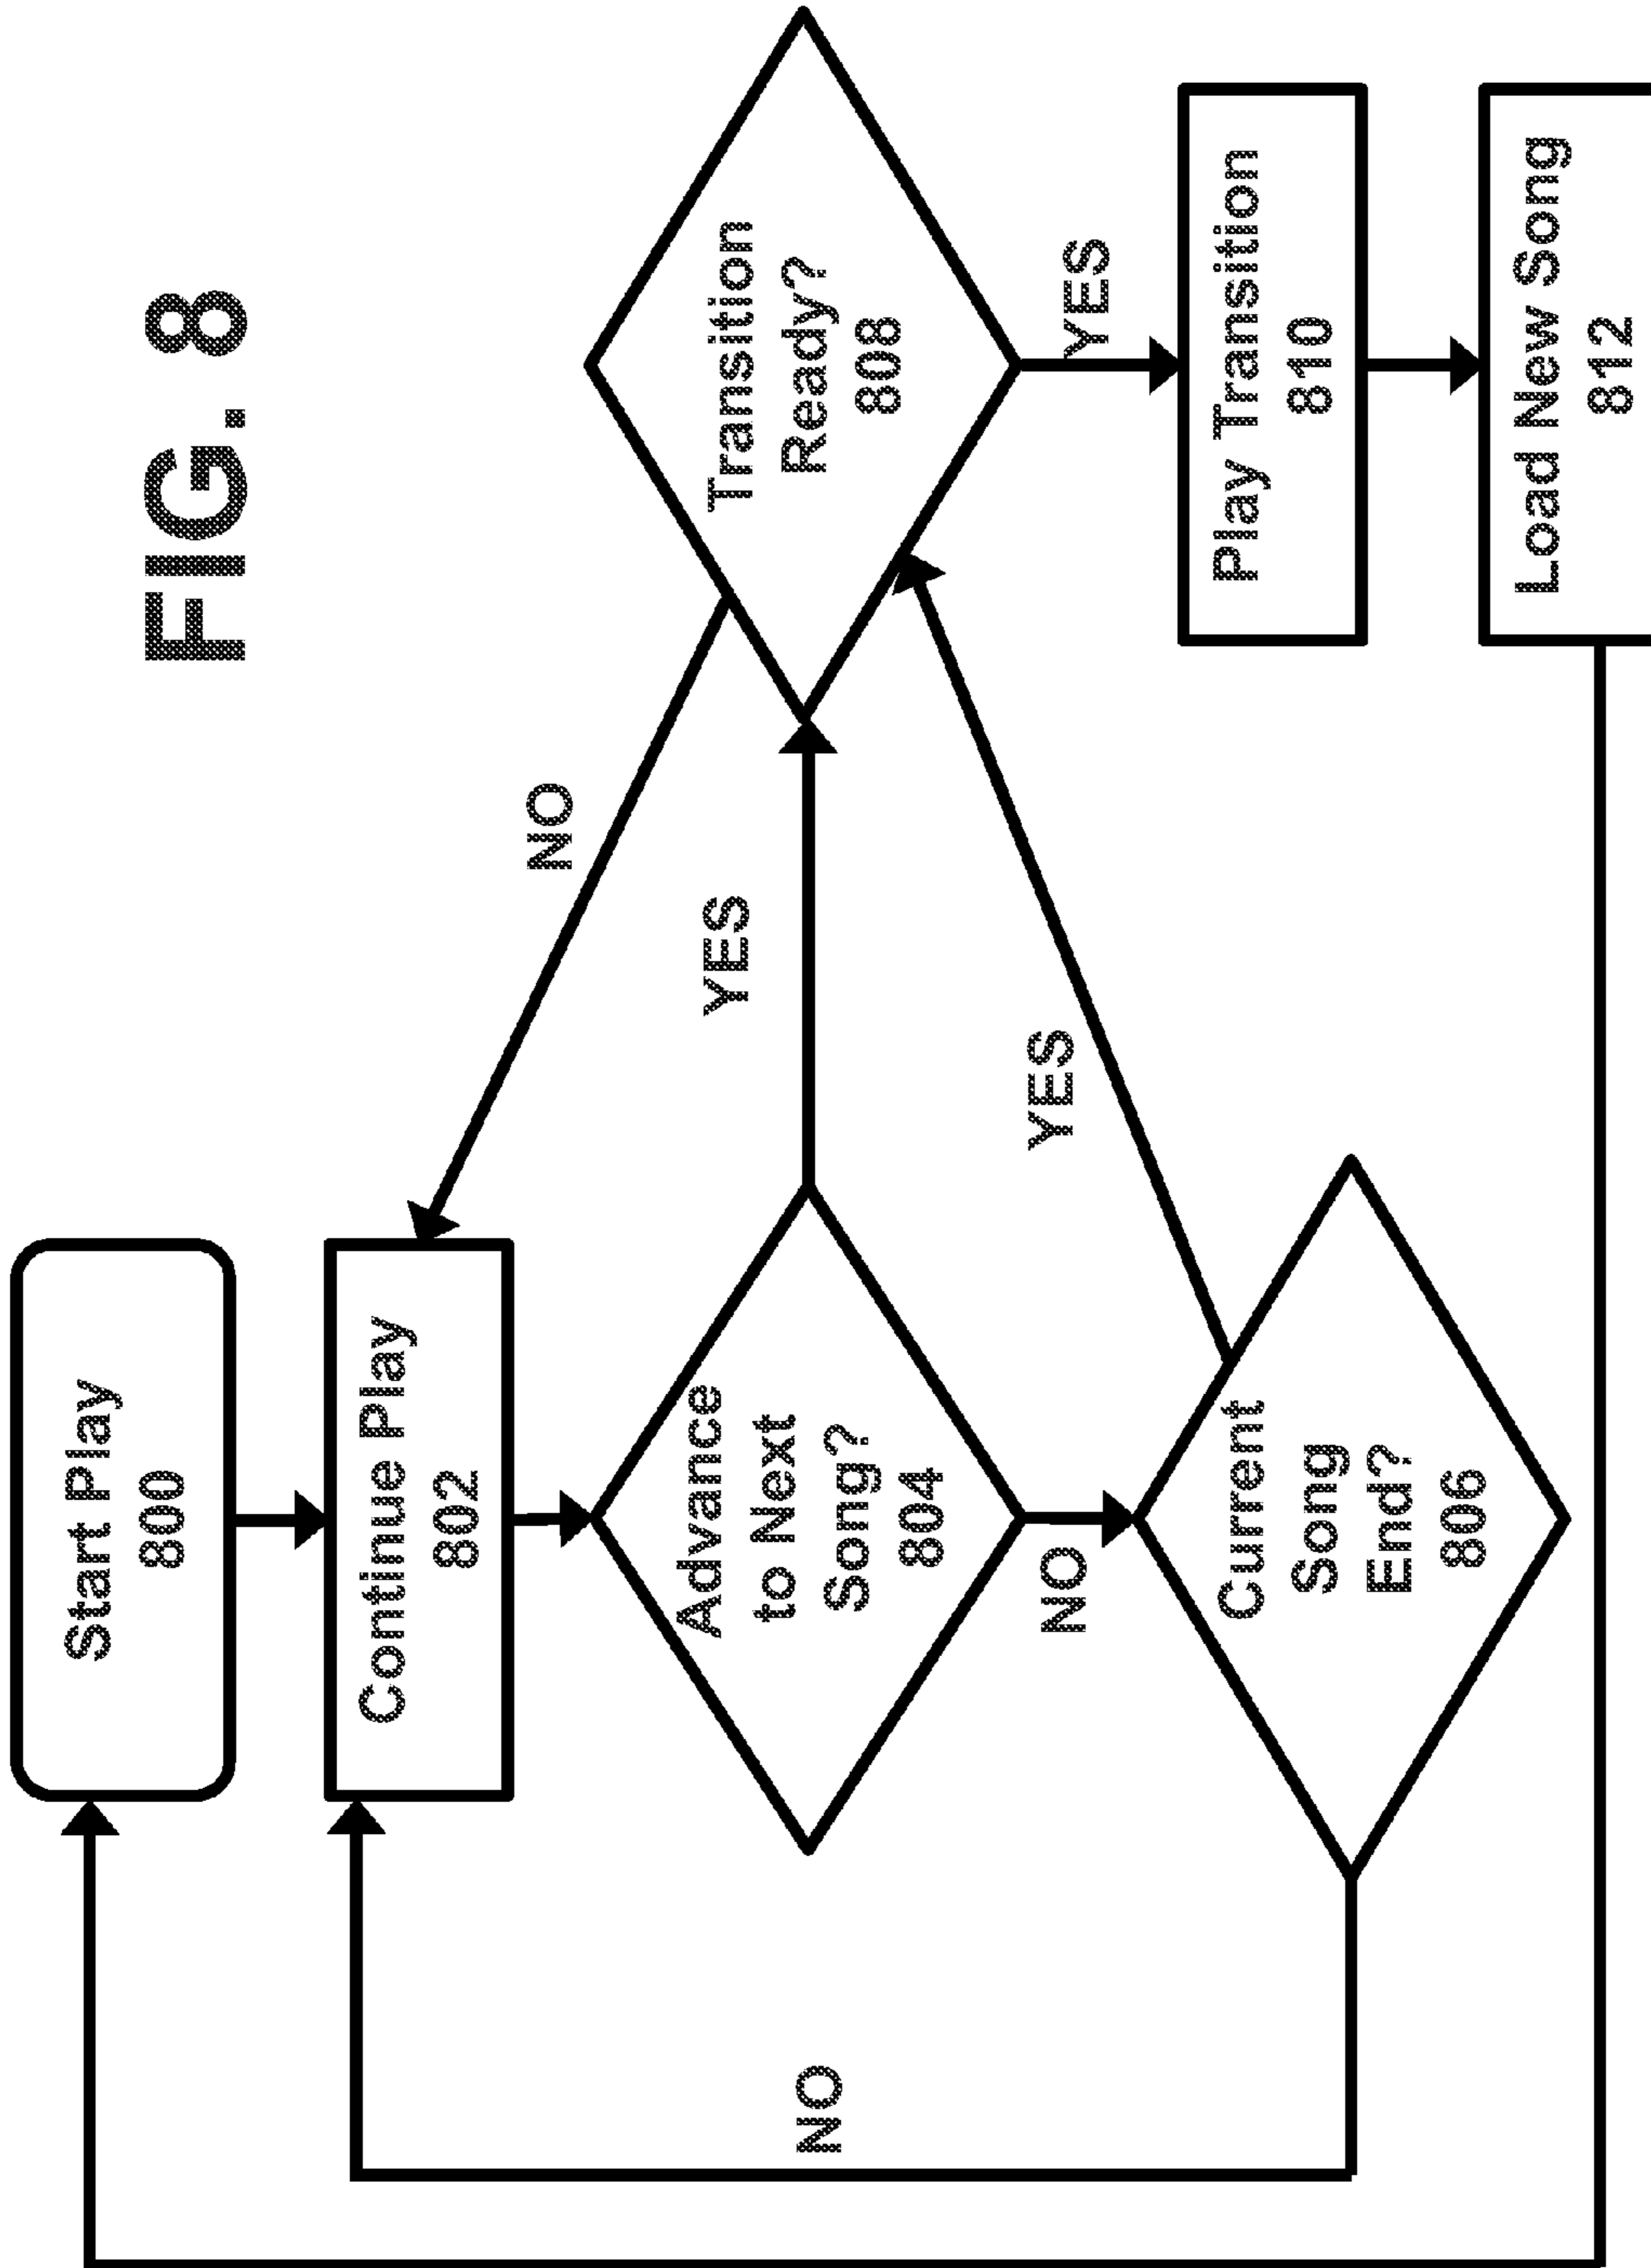 FIG. 8
Start Play
800
Continue Play
802
Advance
to Next
Song?
804
YES
NO
Current
Song
End?
806
YES
NO
Transition
Ready?
808
NO
YES
Play Transition
810
Load New Song
812